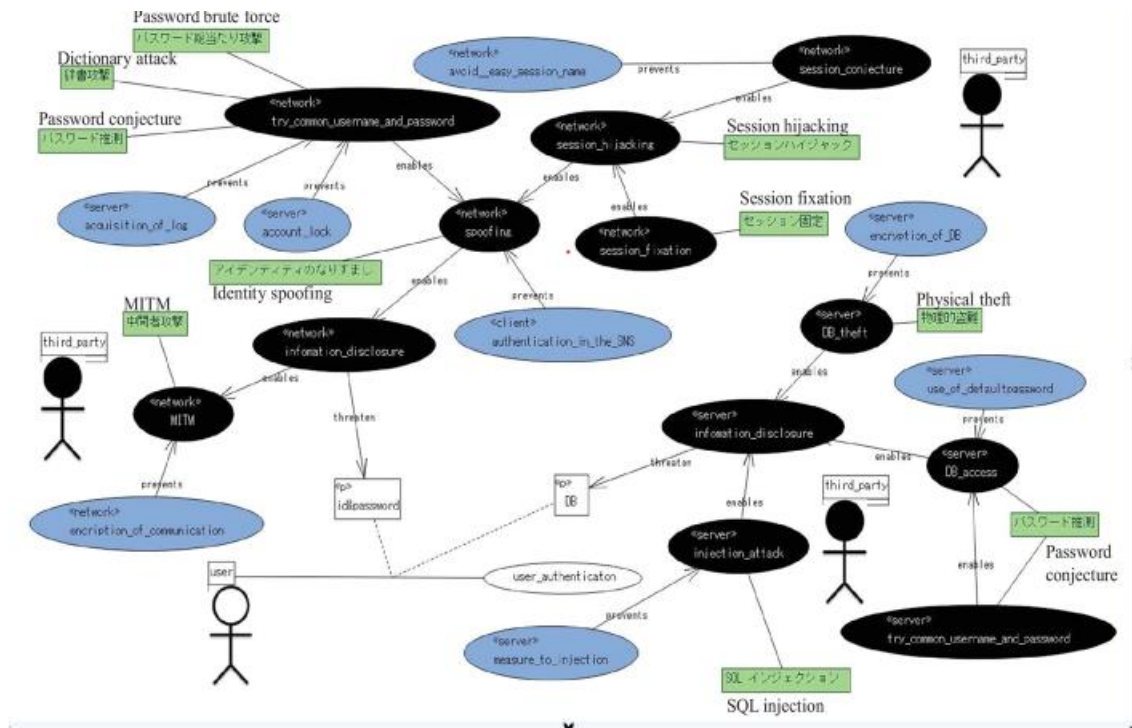 Password brute force
パスワード総当たり攻撃
Dictionary attack
辞書攻撃
«network»
try_common_username_and_password
Password conjecture
パスワード推測
«network»
avoid__easy_session_name
prevents
«network»
session_conjecture
third_party
enables
«network»
session_hijacking
Session hijacking
セッションハイジャック
prevents
prevents
enables
enables
enables
«server»
acquisition_of_log
«server»
account_lock
«network»
spoofing
«network»
session_fixation
Session fixation
セッション固定
«server»
encription_of_DB
アイデンティティのなりすまし
Identity spoofing
enables
prevents
prevents
MITM
中間者攻撃
«network»
infomation_disclosure
«client»
authentication_in_the_SNS
«server»
DB_theft
Physical theft
物理的盗難
third_party
enables
enables
«server»
use_of_defaultpassword
«network»
MITM
threaten
«server»
infomation_disclosure
prevents
enables
«server»
DB_access
prevents
threaten
«p»
id&password
«p»
DB
enables
third_party
«network»
encription_of_communication
«server»
injection_attack
パスワード推測
Password
conjecture
user
user_authenticaton
enables
prevents
«server»
try_common_username_and_password
«server»
measure_to_injection
SQL インジェクション
SQL injection